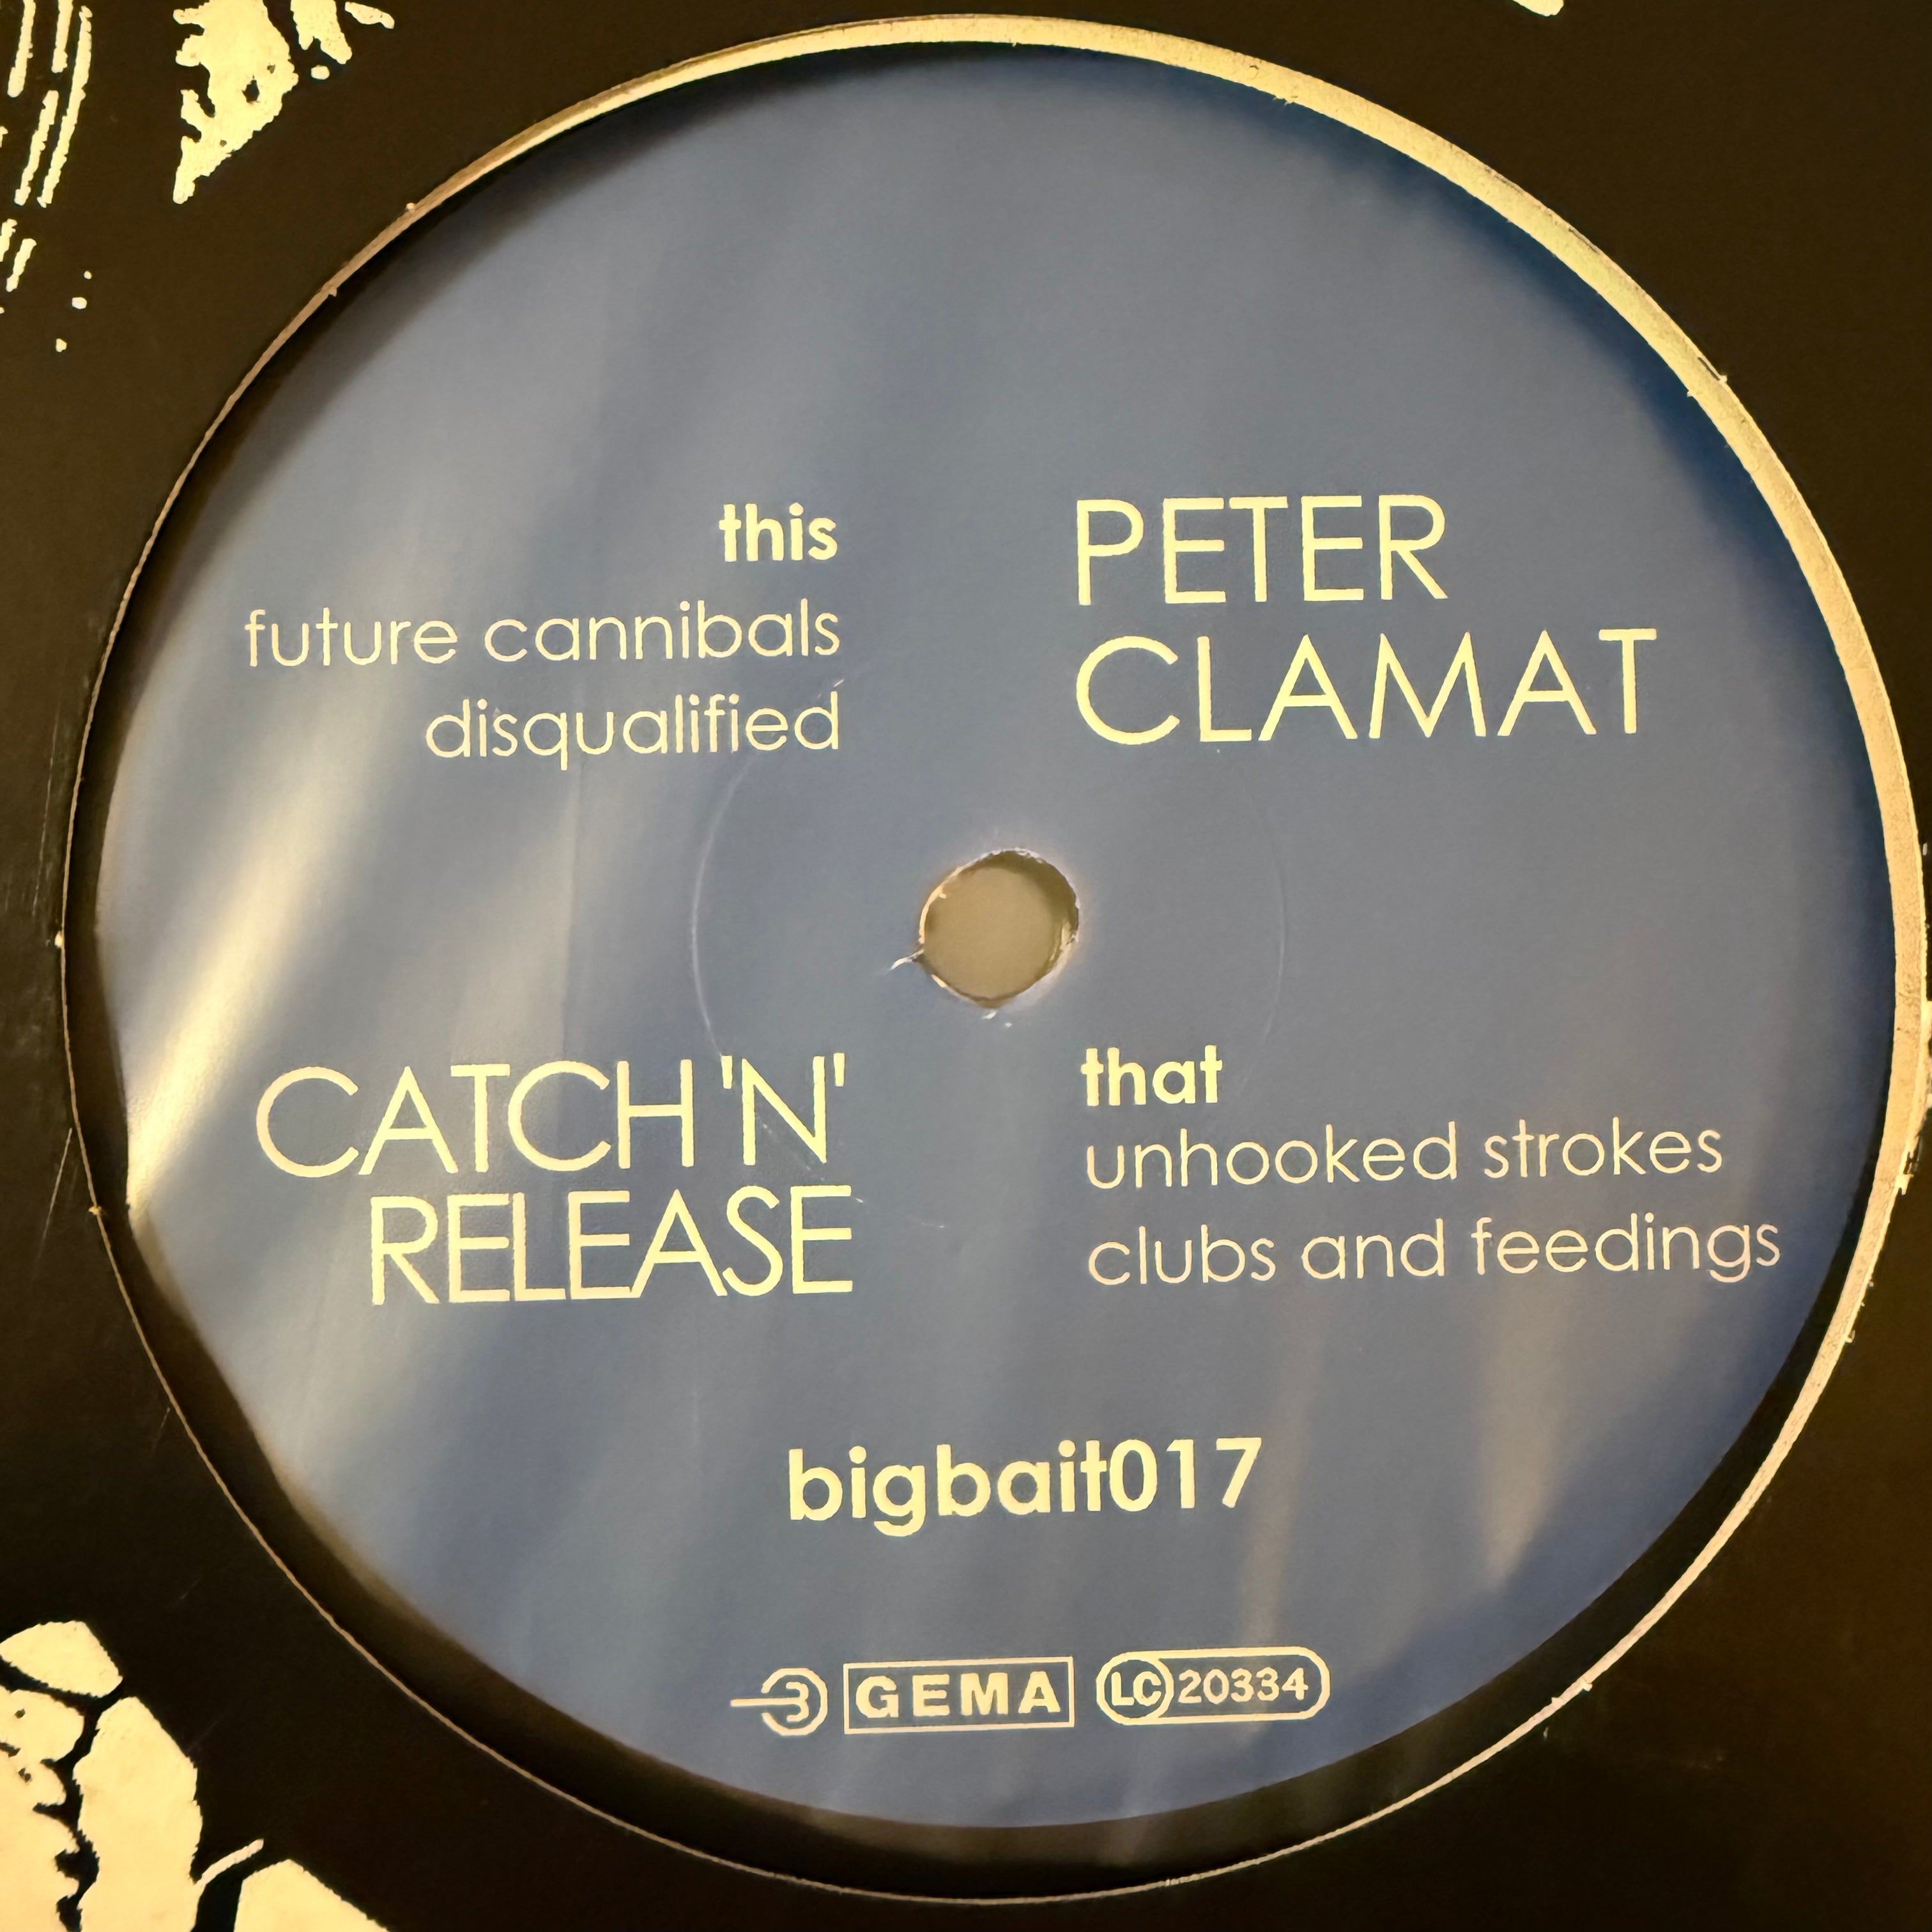 this
future cannibals
disqualified
PETER
CLAMAT
CATCH 'N'
RELEASE
that
unhooked strokes
clubs and feedings
bigbait017
GEMA
LC 20334